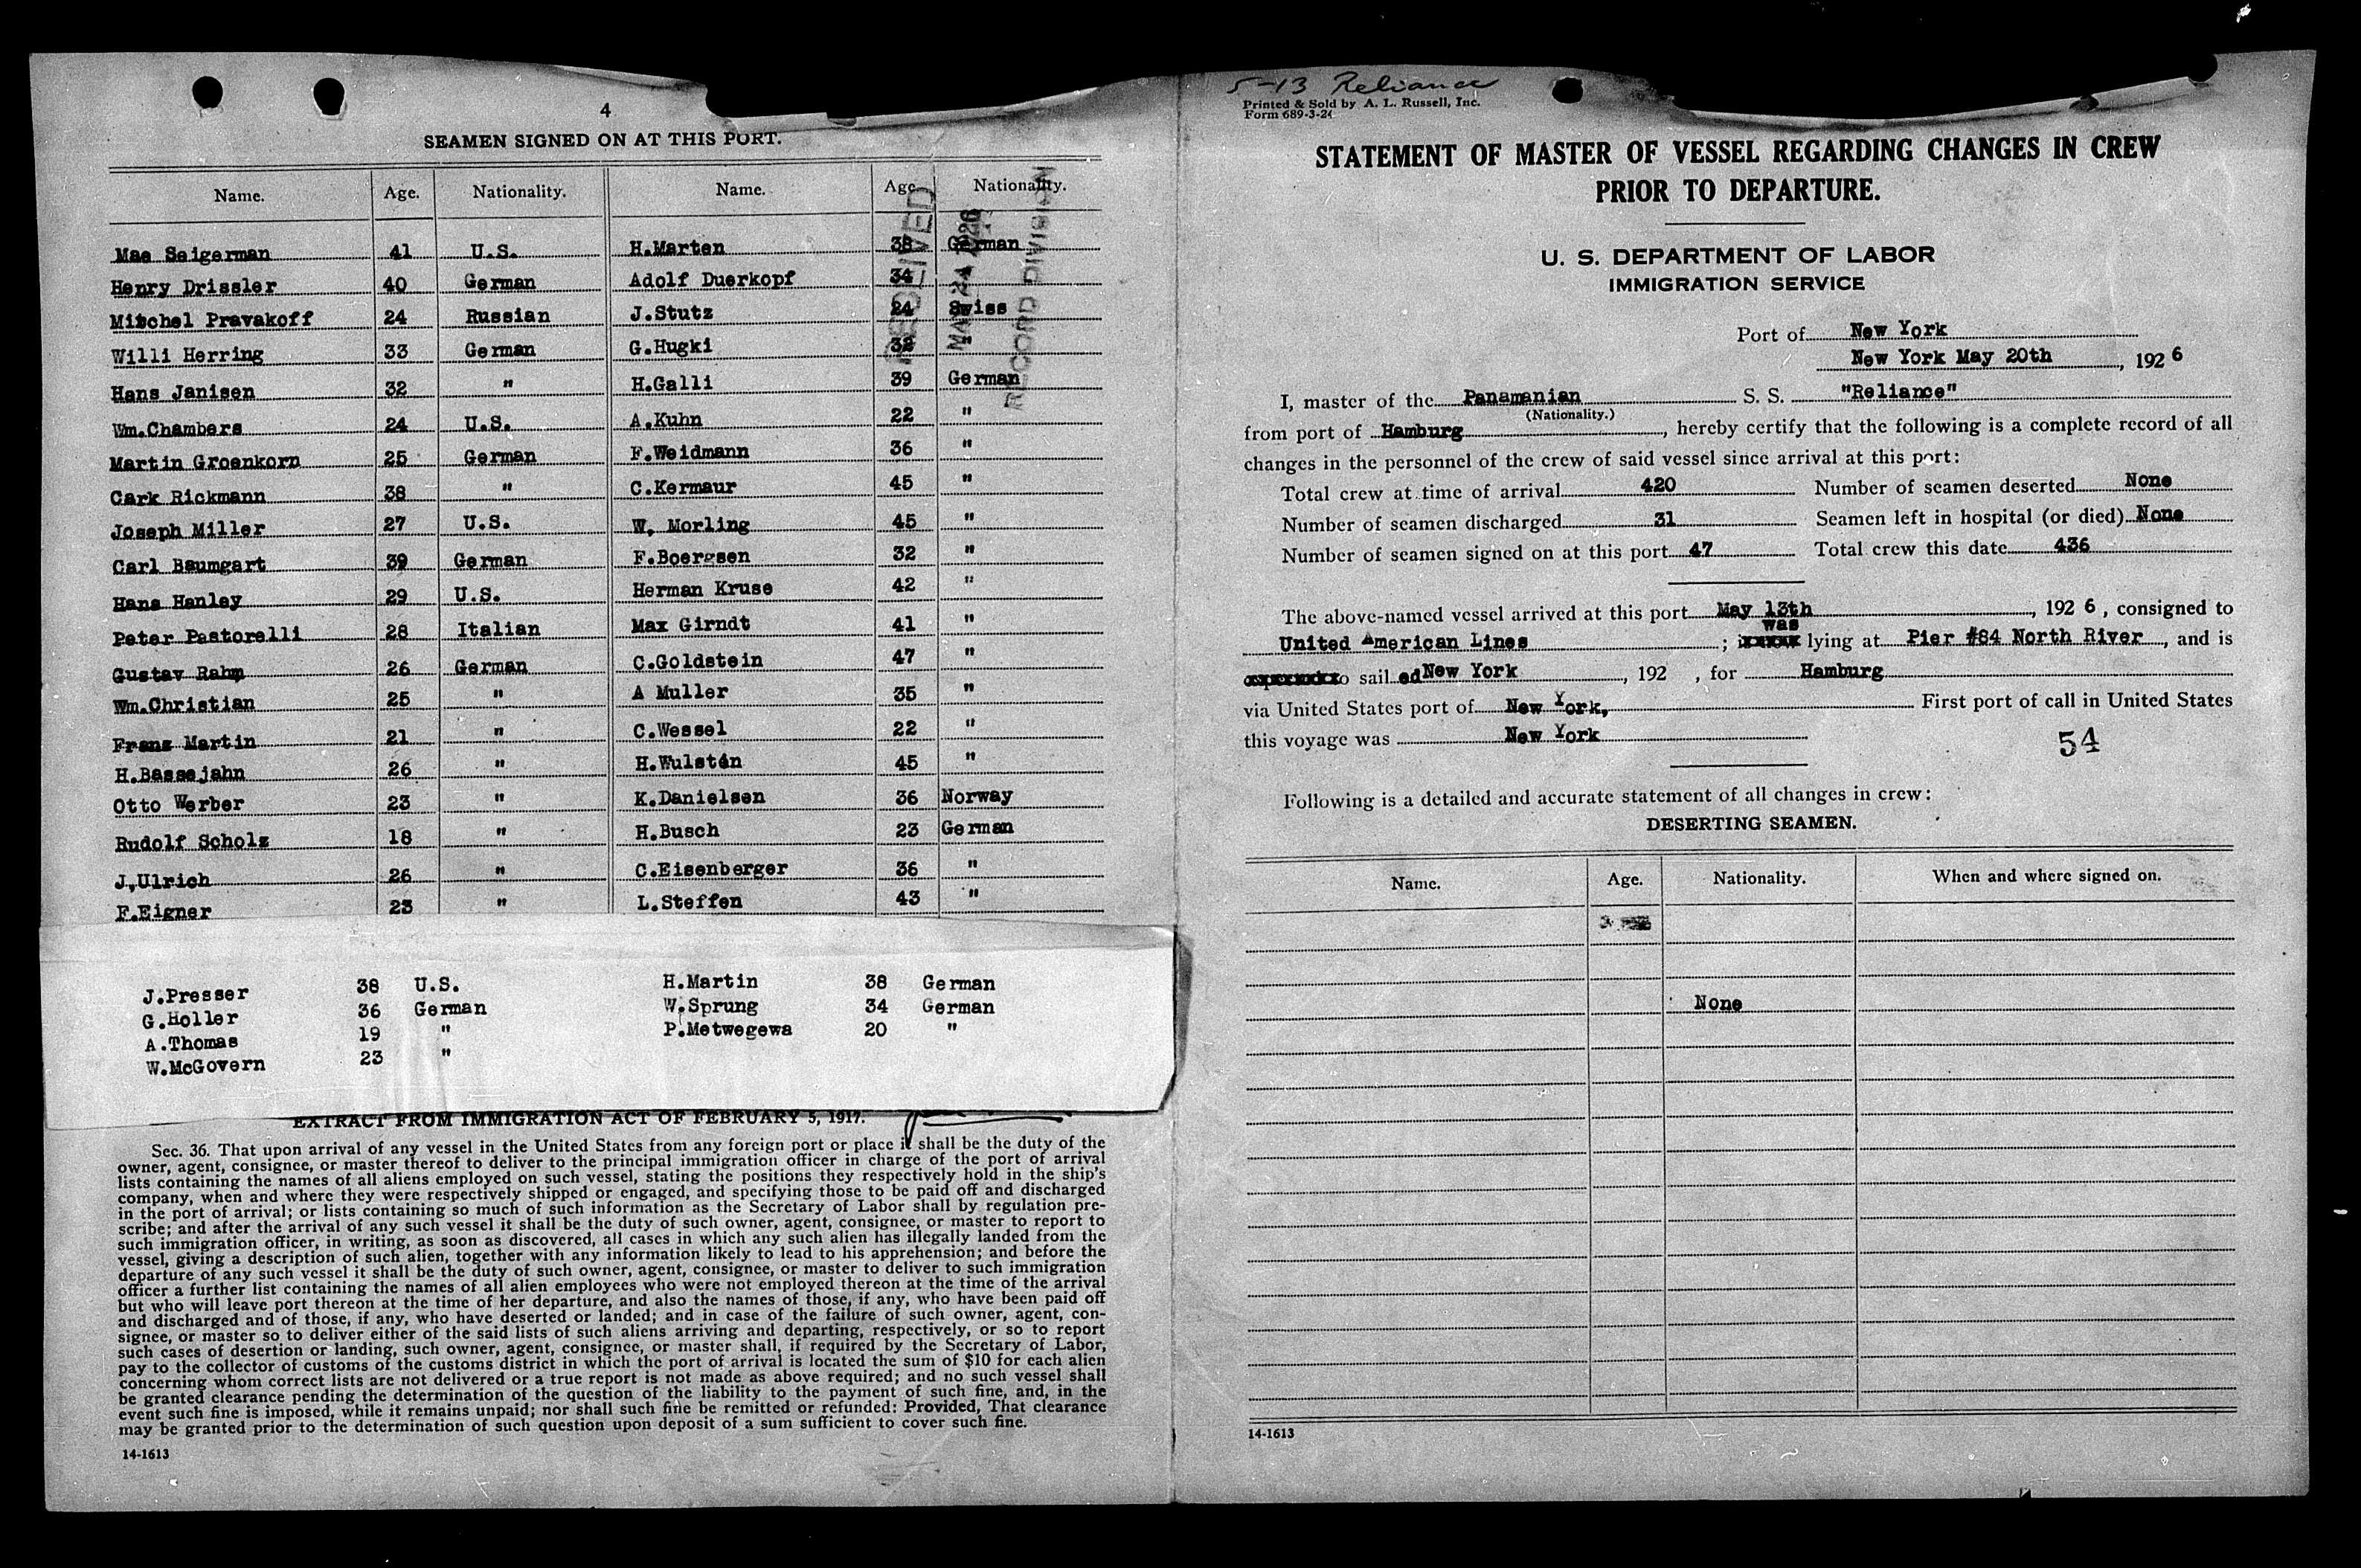 4
SEAMEN SIGNED ON AT THIS PORT.
Name. Age. Nationality. Name. Age. Nationality.
RECEIVED
MAY 24 1926
RECORD DIVISION
Mae Seigerman 41 U.S. H.Marten 38 German
Henry Drissler 40 German Adolf Duerkopf 34
Mitchel Pravakoff 24 Russian J.Stutz 24 Swiss
Willi Herring 33 German G.Hugki 32 "
Hans Janisen 32 " H.Galli 39 German
Wm.Chambers 24 U.S. A.Kuhn 22 "
Martin Groenkorn 25 German F.Weidmann 36 "
Cark Rickmann 38 " C.Kermaur 45 "
Joseph Miller 27 U.S. W. Morling 45 "
Carl Baumgart 39 German F.Boergsen 32 "
Hans Hanley 29 U.S. Herman Kruse 42 "
Peter Pastorelli 28 Italian Max Girndt 41 "
Gustav Rahm 26 German C.Goldstein 47 "
Wm.Christian 25 " A Muller 35 "
Franz Martin 21 " C.Wessel 22 "
H.Bassejahn 26 " H.Wulsten 45 "
Otto Werber 23 " K.Danielsen 36 Norway
Rudolf Scholz 18 " H.Busch 23 German
J.Ulrich 26 " C.Eisenberger 36 "
F.Eigner 23 " L.Steffen 43 "
J.Presser 38 U.S. H.Martin 38 German
G.Holler 36 German W.Sprung 34 German
A.Thomas 19 " P.Metwegewa 20 "
W.McGovern 23 "
EXTRACT FROM IMMIGRATION ACT OF FEBRUARY 5, 1917.
Sec. 36. That upon arrival of any vessel in the United States from any foreign port or place it shall be the duty of the
owner, agent, consignee, or master thereof to deliver to the principal immigration officer in charge of the port of arrival
lists containing the names of all aliens employed on such vessel, stating the positions they respectively hold in the ship's
company, when and where they were respectively shipped or engaged, and specifying those to be paid off and discharged
in the port of arrival; or lists containing so much of such information as the Secretary of Labor shall by regulation pre-
scribe; and after the arrival of any such vessel it shall be the duty of such owner, agent, consignee, or master to report to
such immigration officer, in writing, as soon as discovered, all cases in which any such alien has illegally landed from the
vessel, giving a description of such alien, together with any information likely to lead to his apprehension; and before the
departure of any such vessel it shall be the duty of such owner, agent, consignee, or master to deliver to such immigration
officer a further list containing the names of all alien employees who were not employed thereon at the time of the arrival
but who will leave port thereon at the time of her departure, and also the names of those, if any, who have been paid off
and discharged and of those, if any, who have deserted or landed; and in case of the failure of such owner, agent, con-
signee, or master so to deliver either of the said lists of such aliens arriving and departing, respectively, or so to report
such cases of desertion or landing, such owner, agent, consignee, or master shall, if required by the Secretary of Labor,
pay to the collector of customs of the customs district in which the port of arrival is located the sum of $10 for each alien
concerning whom correct lists are not delivered or a true report is not made as above required; and no such vessel shall
be granted clearance pending the determination of the question of the liability to the payment of such fine, and, in the
event such fine is imposed, while it remains unpaid; nor shall such fine be remitted or refunded: Provided, That clearance
may be granted prior to the determination of such question upon deposit of a sum sufficient to cover such fine.
14-1613
5-13 Reliance
Printed & Sold by A. L. Russell, Inc.
Form 689-3-24
STATEMENT OF MASTER OF VESSEL REGARDING CHANGES IN CREW
PRIOR TO DEPARTURE.
U. S. DEPARTMENT OF LABOR
IMMIGRATION SERVICE
Port of New York
New York May 20th, 1926
I, master of the Panamanian S. S. "Reliance"
(Nationality.)
from port of Hamburg, hereby certify that the following is a complete record of all
changes in the personnel of the crew of said vessel since arrival at this port:
Total crew at time of arrival 420 Number of seamen deserted None
Number of seamen discharged 31 Seamen left in hospital (or died) None
Number of seamen signed on at this port 47 Total crew this date 436
The above-named vessel arrived at this port May 13th, 1926, consigned to
United American Lines; was lying at Pier #84 North River, and is
o sailed New York, 192 , for Hamburg
via United States port of New York, First port of call in United States
this voyage was New York
54
Following is a detailed and accurate statement of all changes in crew:
DESERTING SEAMEN.
Name. Age. Nationality. When and where signed on.
None
14-1613